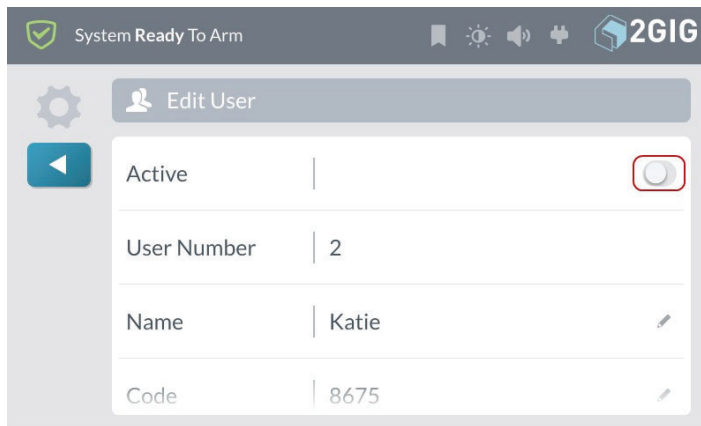 System Ready To Arm
2GIG
Edit User
Active
User Number 2
Name Katie
Code 8675